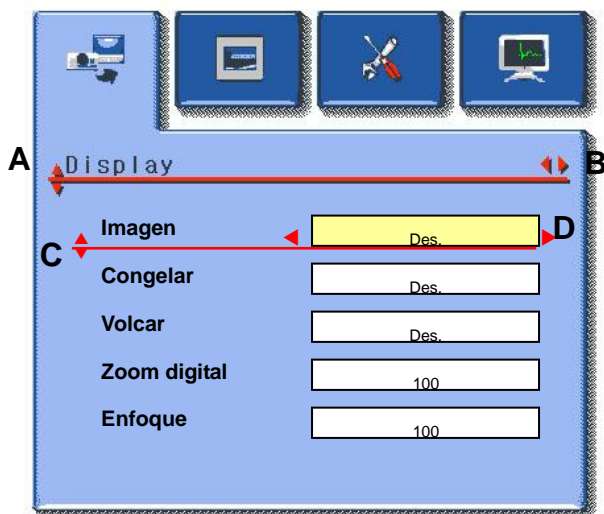 A Display B
Imagen Des. D
C
Congelar Des.
Volcar Des.
Zoom digital 100
Enfoque 100